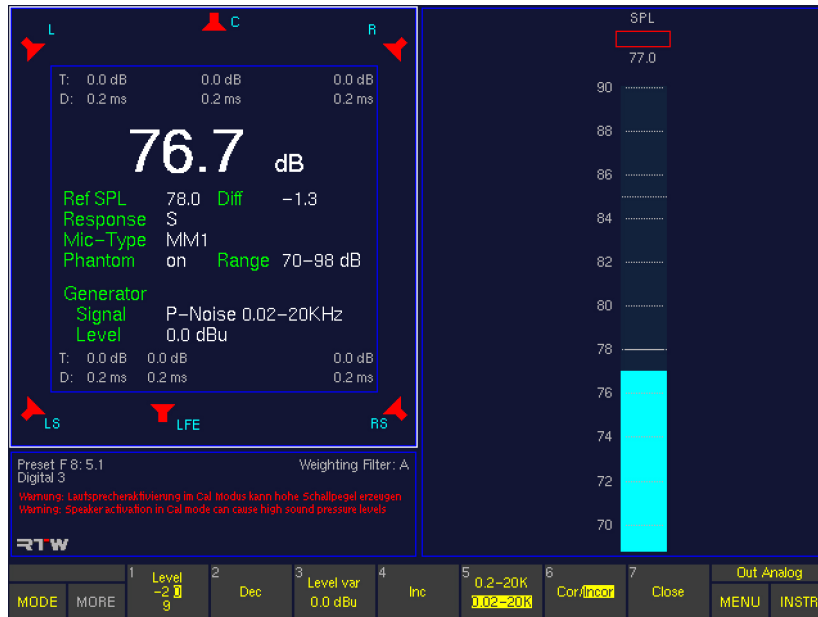 L C R
T: 0.0 dB 0.0 dB 0.0 dB
D: 0.2 ms 0.2 ms 0.2 ms
76.7 dB
Ref SPL 78.0 Diff −1.3
Response S
Mic−Type MM1
Phantom on Range 70−98 dB
Generator
Signal P−Noise 0.02−20KHz
Level 0.0 dBu
T: 0.0 dB 0.0 dB 0.0 dB
D: 0.2 ms 0.2 ms 0.2 ms
LS LFE RS
SPL
77.0
90
88
86
84
82
80
78
76
74
72
70
Preset F 8: 5.1 Weighting Filter: A
Digital 3
Warnung: Lautsprecheraktivierung im Cal Modus kann hohe Schallpegel erzeugen
Warning: Speaker activation in Cal mode can cause high sound pressure levels
RTW
MODE MORE
1 Level
−2 0
9
2 Dec
3 Level var
0.0 dBu
4 Inc
5 0.2−20K
0.02−20K
6 Cor/Incor
7 Close
Out Analog
MENU INSTR